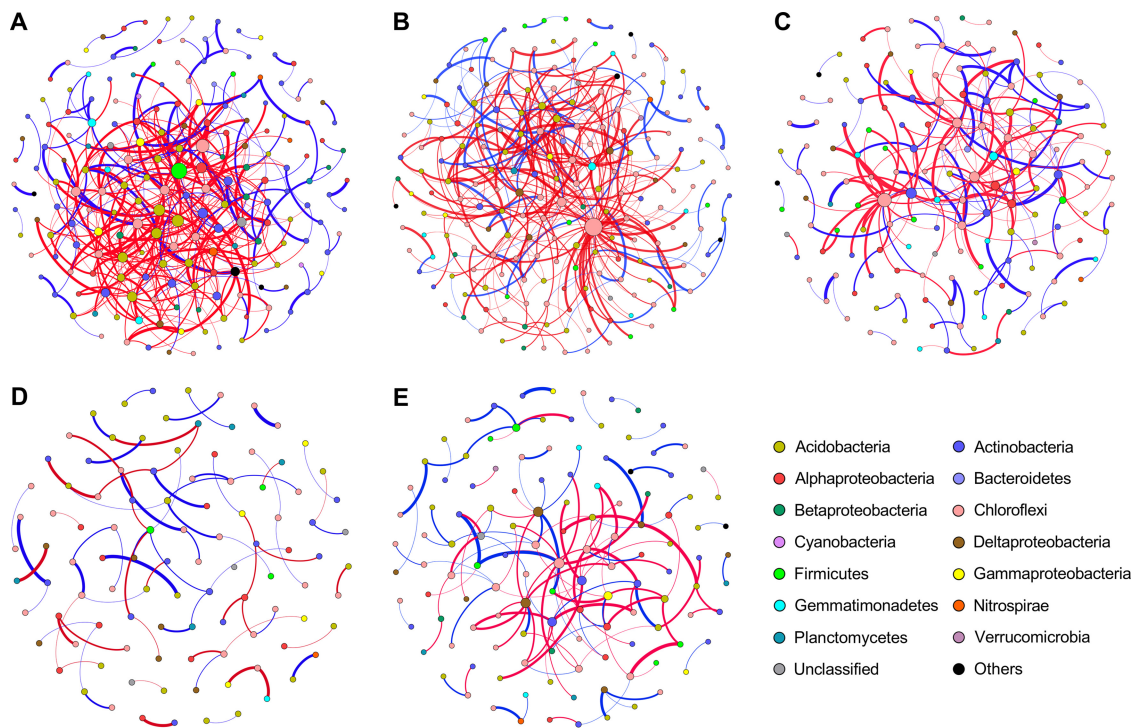 A
B
C
D
E
Acidobacteria
Actinobacteria
Alphaproteobacteria
Bacteroidetes
Betaproteobacteria
Chloroflexi
Cyanobacteria
Deltaproteobacteria
Firmicutes
Gammaproteobacteria
Gemmatimonadetes
Nitrospirae
Planctomycetes
Verrucomicrobia
Unclassified
Others